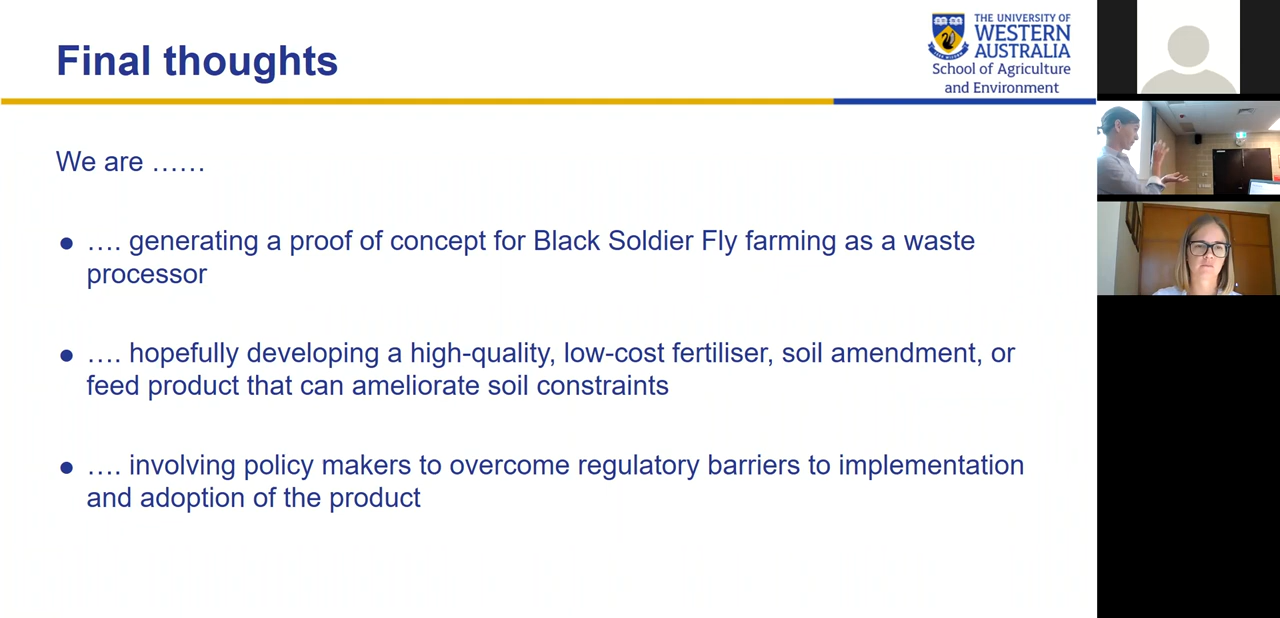 Final thoughts
THE UNIVERSITY OF
WESTERN
AUSTRALIA
School of Agriculture
and Environment
We are ......
● .... generating a proof of concept for Black Soldier Fly farming as a waste
processor
● .... hopefully developing a high-quality, low-cost fertiliser, soil amendment, or
feed product that can ameliorate soil constraints
● .... involving policy makers to overcome regulatory barriers to implementation
and adoption of the product